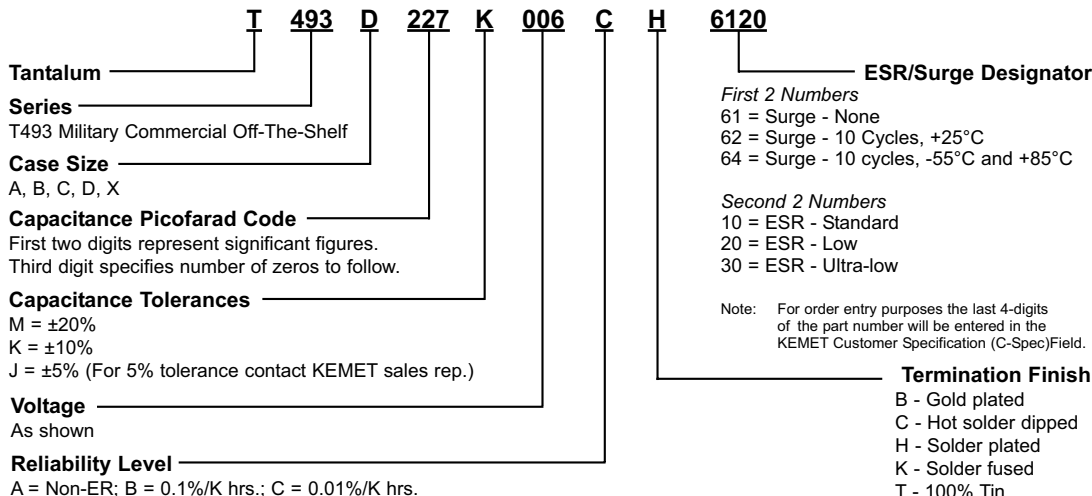 T 493 D 227 K 006 C H 6120
Tantalum
Series
T493 Military Commercial Off-The-Shelf
Case Size
A, B, C, D, X
Capacitance Picofarad Code
First two digits represent significant figures.
Third digit specifies number of zeros to follow.
Capacitance Tolerances
M = ±20%
K = ±10%
J = ±5% (For 5% tolerance contact KEMET sales rep.)
Voltage
As shown
Reliability Level
A = Non-ER; B = 0.1%/K hrs.; C = 0.01%/K hrs.
ESR/Surge Designator
First 2 Numbers
61 = Surge - None
62 = Surge - 10 Cycles, +25°C
64 = Surge - 10 cycles, -55°C and +85°C
Second 2 Numbers
10 = ESR - Standard
20 = ESR - Low
30 = ESR - Ultra-low
Note: For order entry purposes the last 4-digits
of the part number will be entered in the
KEMET Customer Specification (C-Spec)Field.
Termination Finish
B - Gold plated
C - Hot solder dipped
H - Solder plated
K - Solder fused
T - 100% Tin